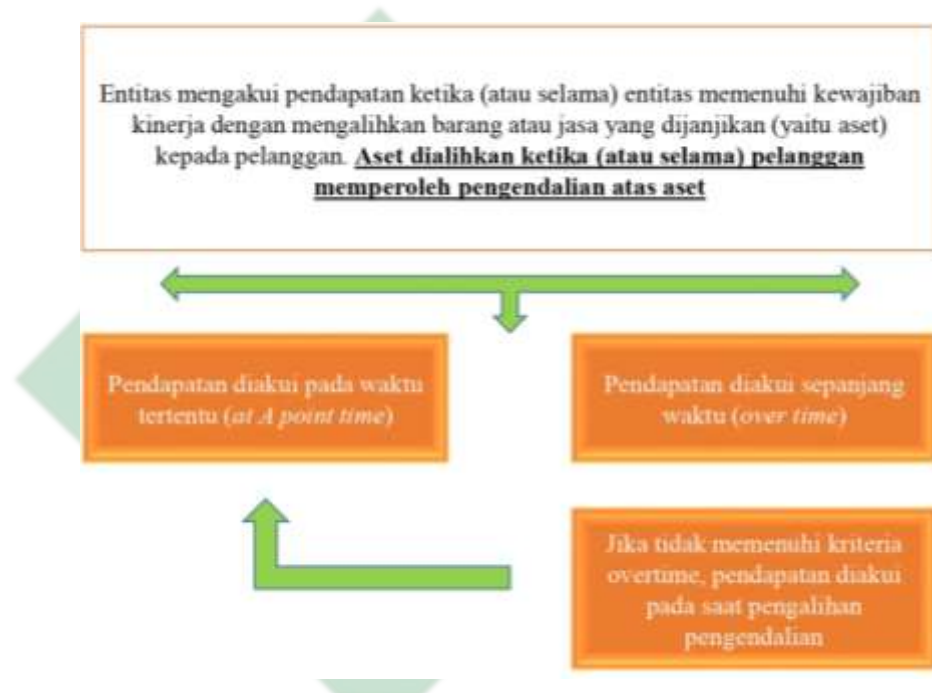 Entitas mengakui pendapatan ketika (atau selama) entitas memenuhi kewajiban
kinerja dengan mengalihkan barang atau jasa yang dijanjikan (yaitu aset)
kepada pelanggan. Aset dialihkan ketika (atau selama) pelanggan
memperoleh pengendalian atas aset
Pendapatan diakui pada waktu
tertentu (at A point time)
Pendapatan diakui sepanjang
waktu (over time)
Jika tidak memenuhi kriteria
overtime, pendapatan diakui
pada saat pengalihan
pengendalian